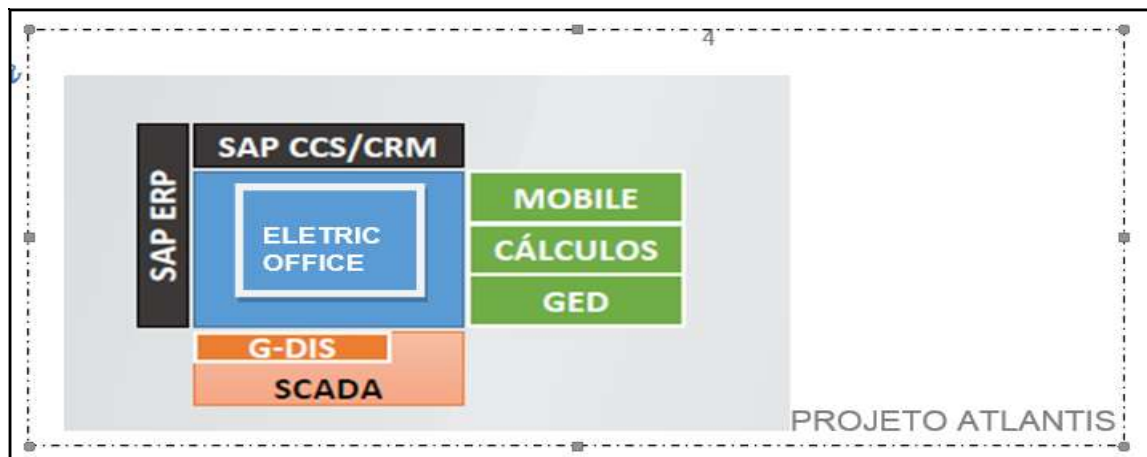 4
SAP CCS/CRM
SAP ERP
ELETRIC
OFFICE
MOBILE
CÁLCULOS
GED
G-DIS
SCADA
PROJETO ATLANTIS